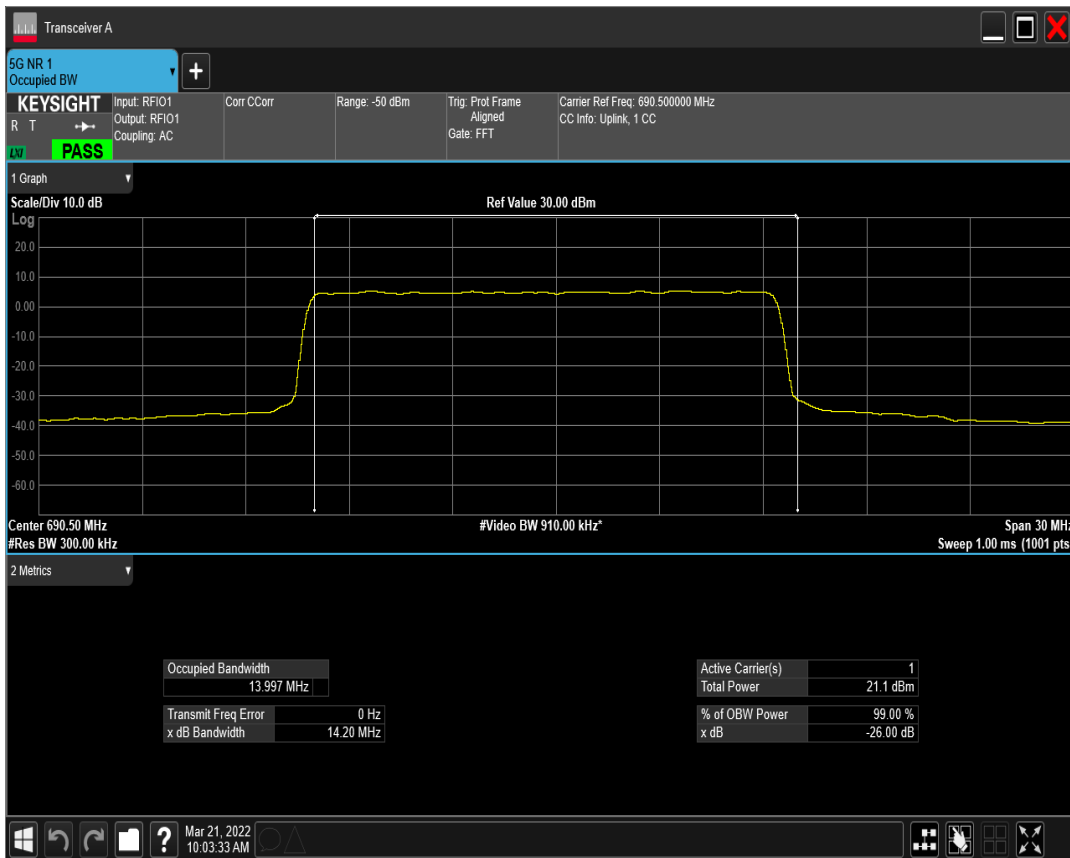 Transceiver A
5G NR 1
Occupied BW
+
KEYSIGHT
R T
LXI
PASS
Input: RFIO1
Output: RFIO1
Coupling: AC
Corr CCorr
Range: -50 dBm
Trig: Prot Frame
Aligned
Gate: FFT
Carrier Ref Freq: 690.500000 MHz
CC Info: Uplink, 1 CC
1 Graph
Scale/Div 10.0 dB
Ref Value 30.00 dBm
Log
20.0
10.0
0.00
-10.0
-20.0
-30.0
-40.0
-50.0
-60.0
Center 690.50 MHz
#Video BW 910.00 kHz*
Span 30 MHz
#Res BW 300.00 kHz
Sweep 1.00 ms (1001 pts
2 Metrics
Occupied Bandwidth
13.997 MHz
Transmit Freq Error 0 Hz
x dB Bandwidth 14.20 MHz
Active Carrier(s) 1
Total Power 21.1 dBm
% of OBW Power 99.00 %
x dB -26.00 dB
?
Mar 21, 2022
10:03:33 AM